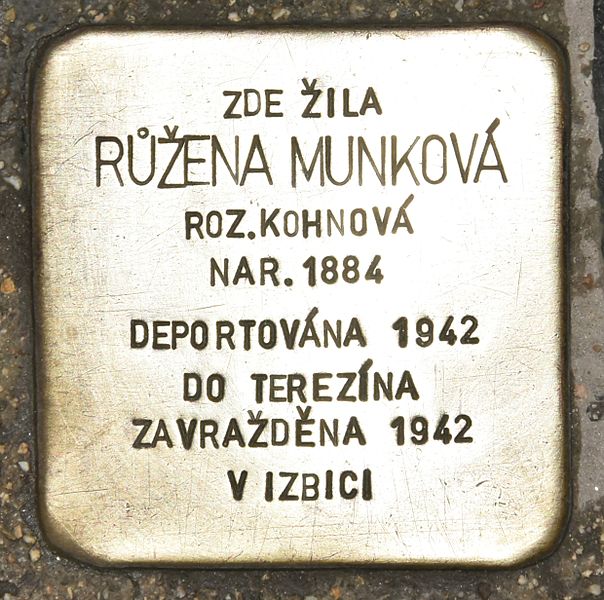 ZDE ŽILA
RŮŽENA MUNKOVÁ
ROZ. KOHNOVÁ
NAR. 1884
DEPORTOVÁNA 1942
DO TEREZÍNA
ZAVRAŽDĚNA 1942
V IZBICI